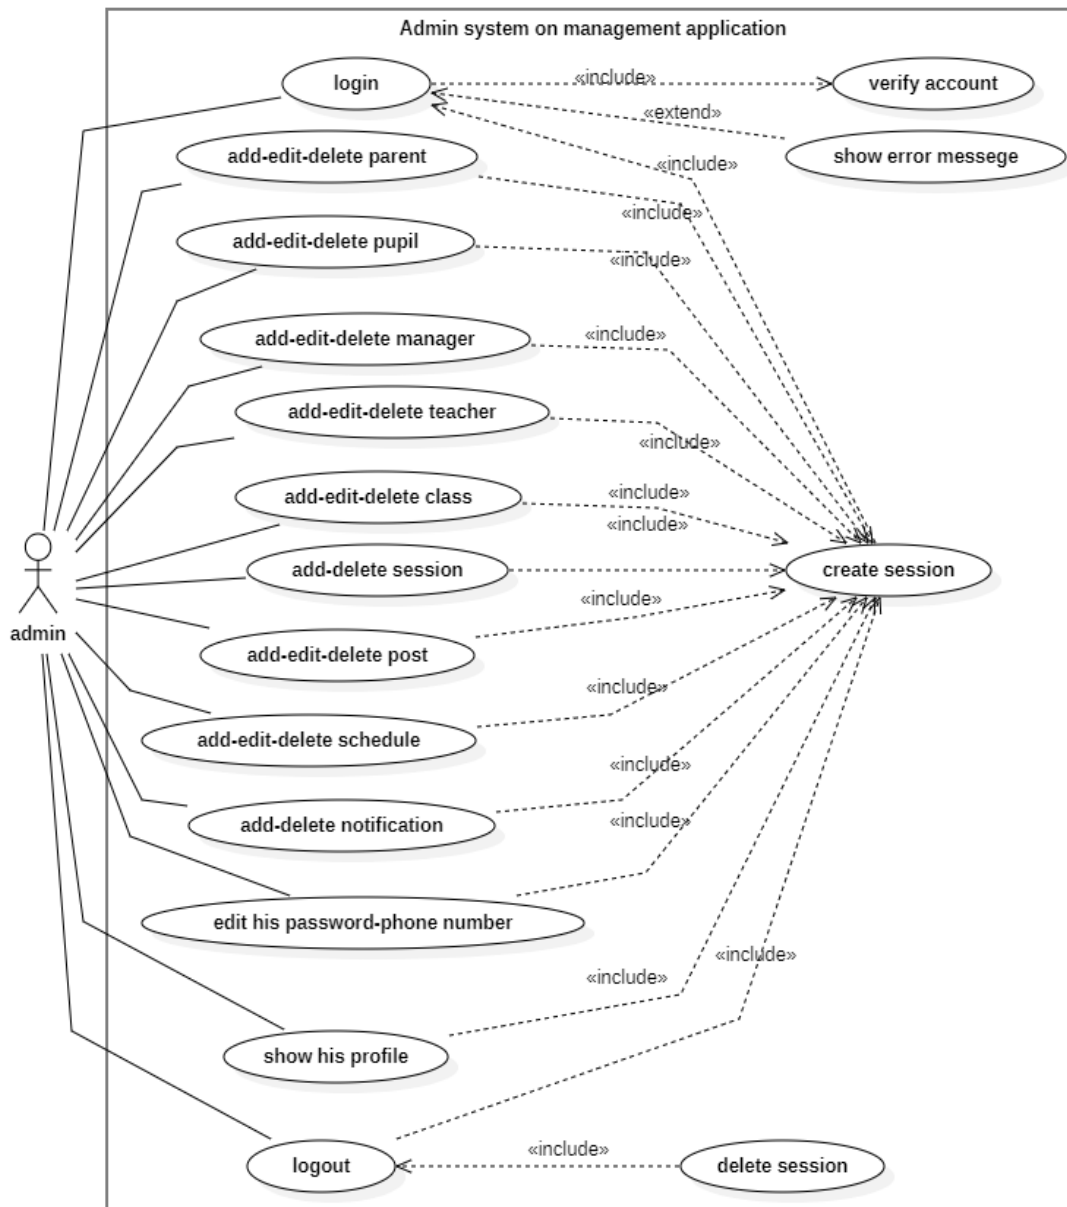 Admin system on management application
login
«include»
verify account
«extend»
add-edit-delete parent
«include»
show error messege
«include»
add-edit-delete pupil
«include»
add-edit-delete manager
«include»
add-edit-delete teacher
«include»
add-edit-delete class
«include»
«include»
add-delete session
create session
«include»
admin
add-edit-delete post
«include»
add-edit-delete schedule
«include»
add-delete notification
«include»
edit his password-phone number
«include»
«include»
show his profile
«include»
logout
delete session